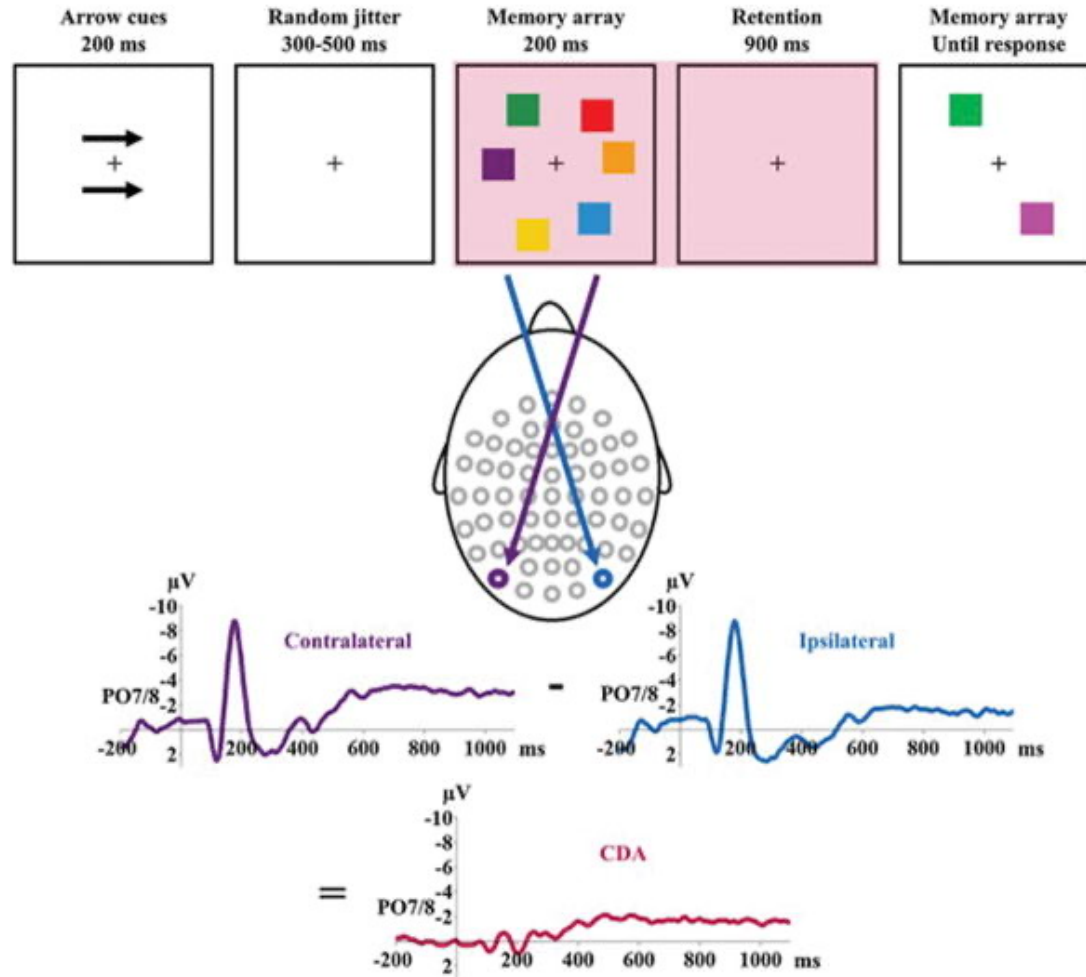 Arrow cues
200 ms
Random jitter
300-500 ms
Memory array
200 ms
Retention
900 ms
Memory array
Until response
+
+
+
+
+
µV
-10
-8
-6
-4
-2
2
PO7/8
Contralateral
-200 200 400 600 800 1000 ms
-
µV
-10
-8
-6
-4
-2
2
PO7/8
Ipsilateral
-200 200 400 600 800 1000 ms
=
µV
-10
-8
-6
-4
-2
2
PO7/8
CDA
-200 200 400 600 800 1000 ms